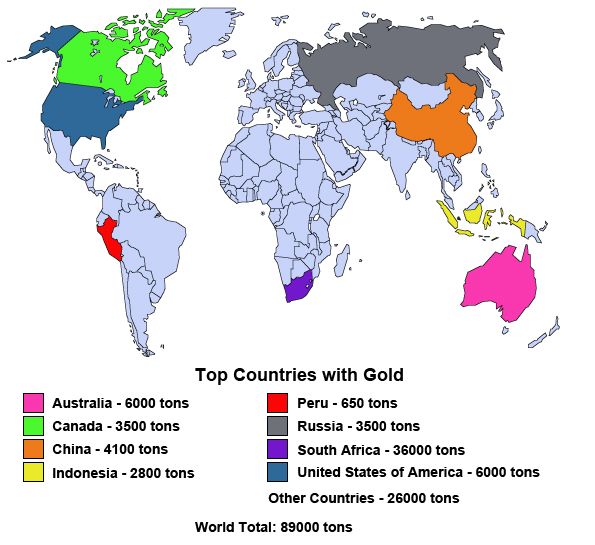 Top Countries with Gold
Australia - 6000 tons
Canada - 3500 tons
China - 4100 tons
Indonesia - 2800 tons
Peru - 650 tons
Russia - 3500 tons
South Africa - 36000 tons
United States of America - 6000 tons
Other Countries - 26000 tons
World Total: 89000 tons